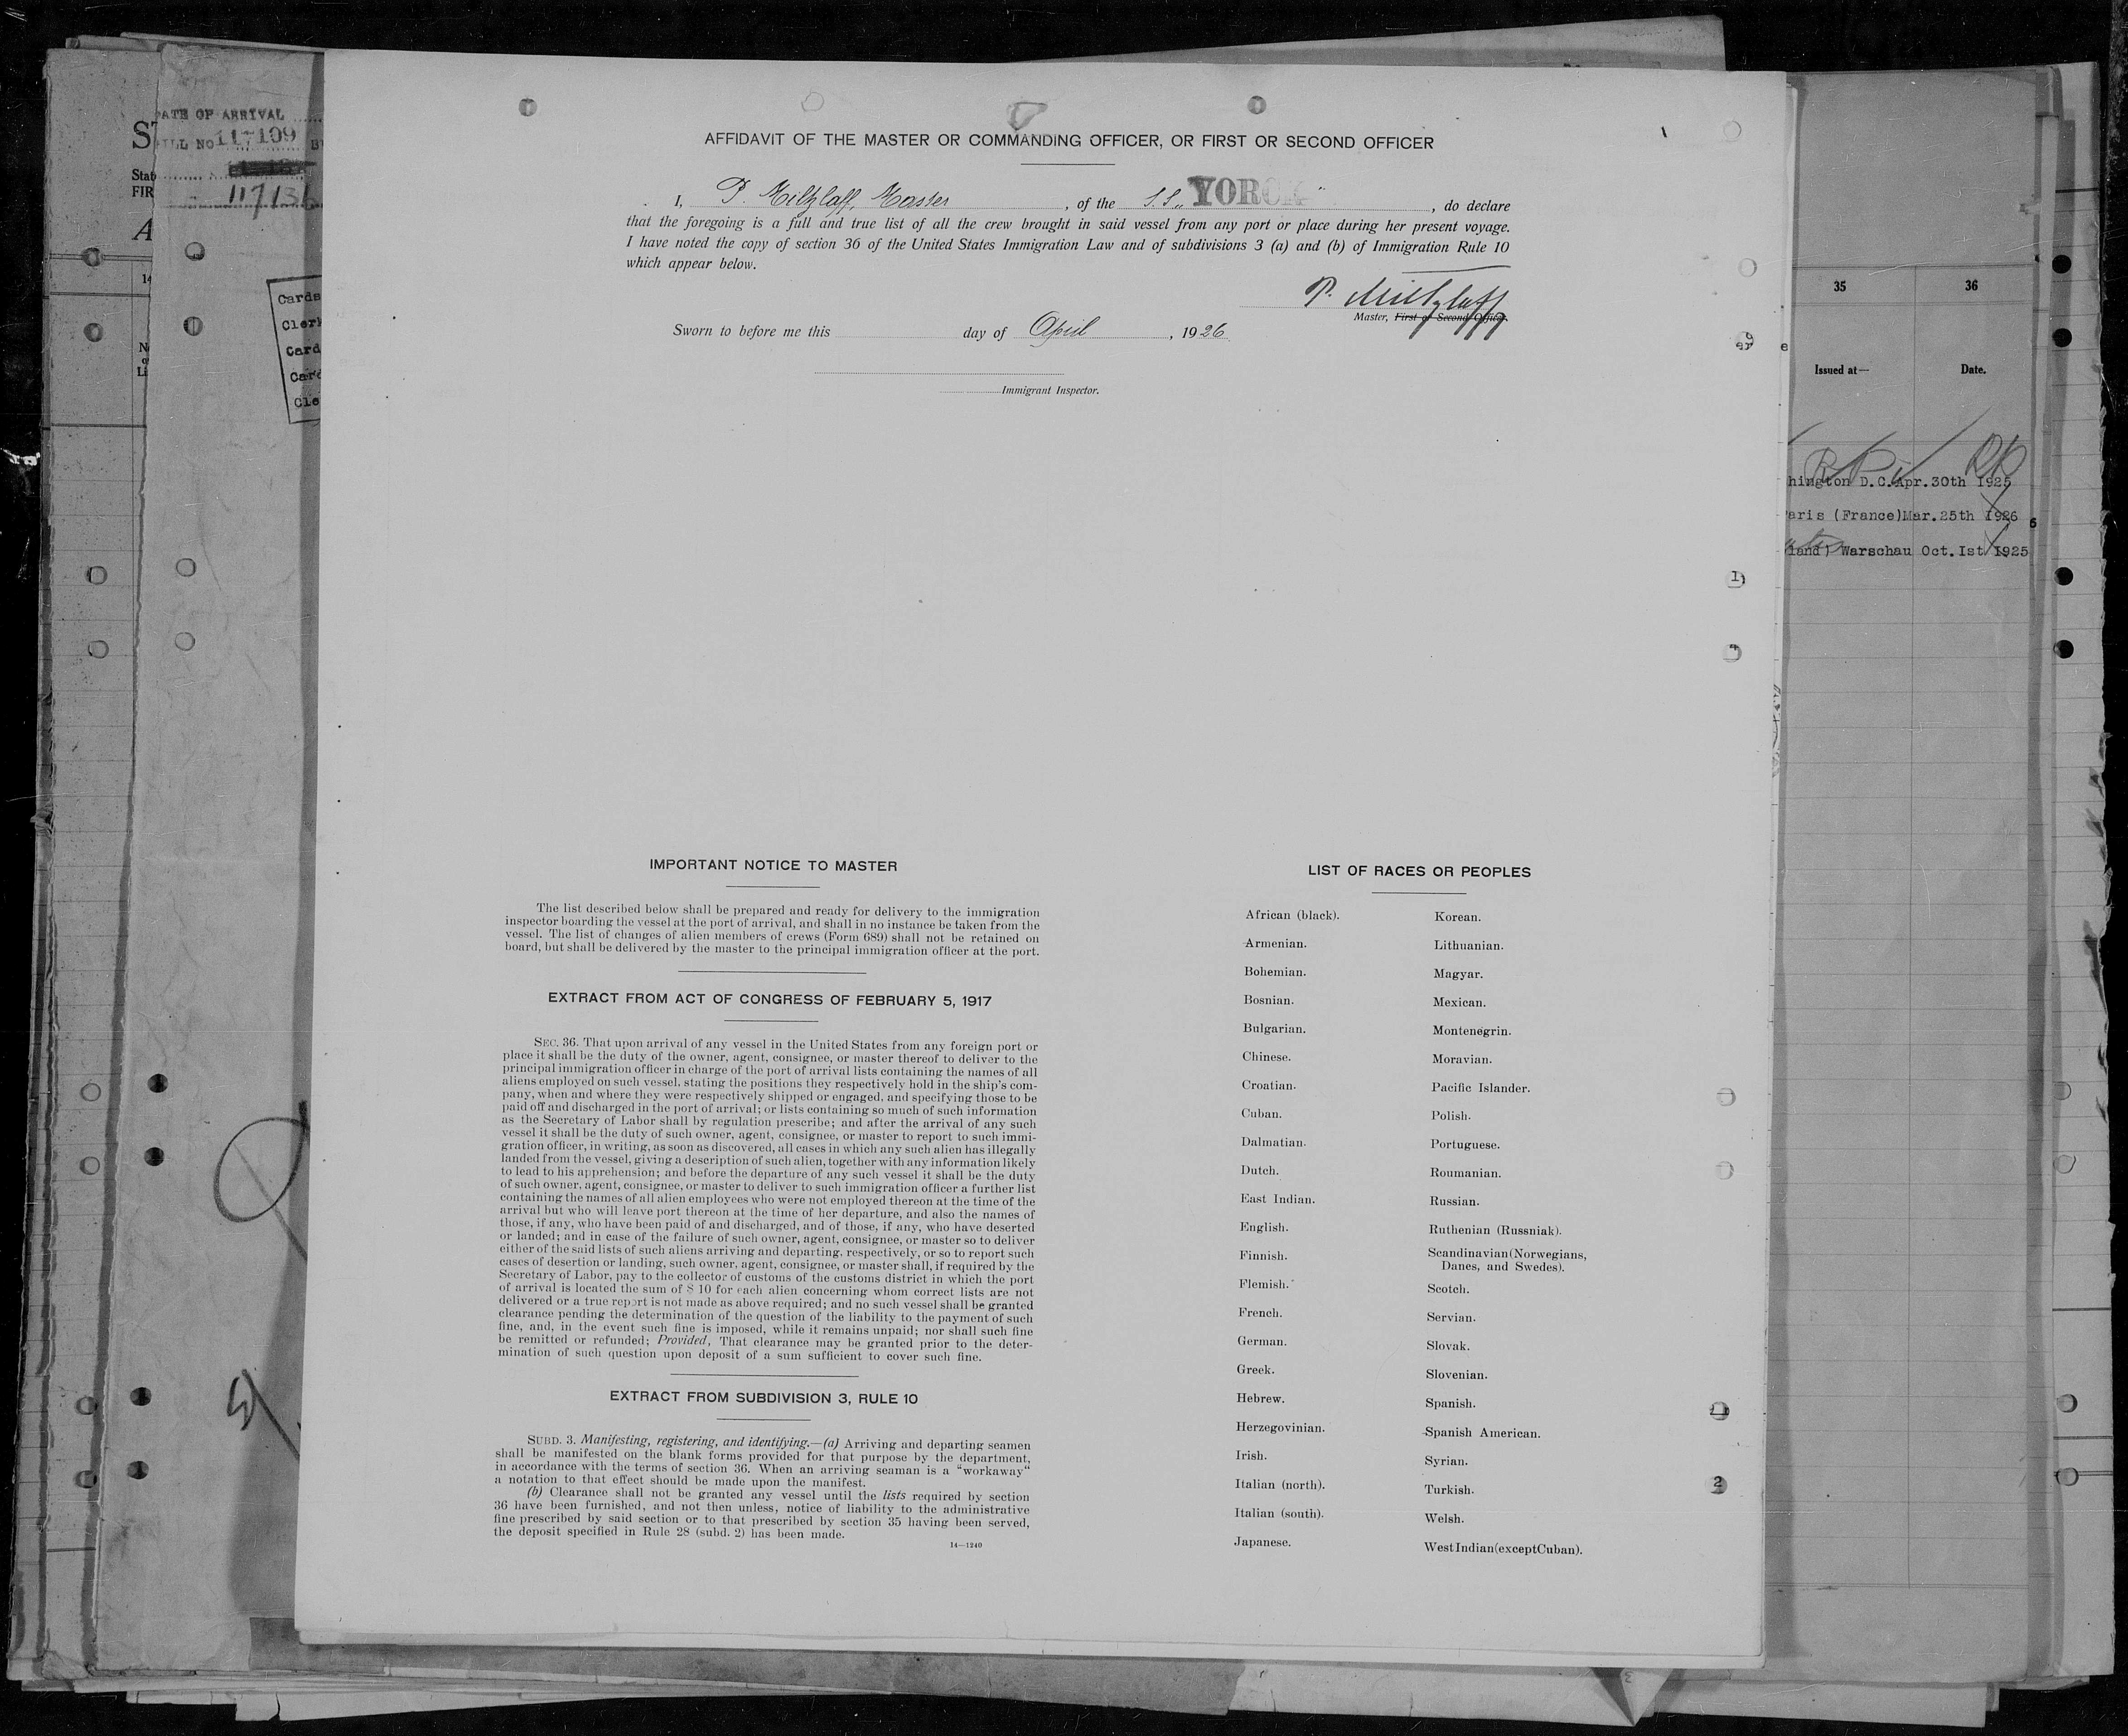 DATE OF ARRIVAL
BILL NO 117109
11713
S
Stat
FIR
A
14
N
Li
Cards
Clerk
Card
Card
Cle
AFFIDAVIT OF THE MASTER OR COMMANDING OFFICER, OR FIRST OR SECOND OFFICER
I, P. Miltzlaff, Master, of the S.S. „YORCK“, do declare
that the foregoing is a full and true list of all the crew brought in said vessel from any port or place during her present voyage.
I have noted the copy of section 36 of the United States Immigration Law and of subdivisions 3 (a) and (b) of Immigration Rule 10
which appear below.
P. Miltzlaff
Master, First or Second Officer.
Sworn to before me this day of April, 1926
Immigrant Inspector.
35 36
Issued at— Date.
hington D.C. Apr.30th 1925
aris (France) Mar.25th 1926
land) Warschau Oct.Ist 1925
IMPORTANT NOTICE TO MASTER
The list described below shall be prepared and ready for delivery to the immigration
inspector boarding the vessel at the port of arrival, and shall in no instance be taken from the
vessel. The list of changes of alien members of crews (Form 689) shall not be retained on
board, but shall be delivered by the master to the principal immigration officer at the port.
EXTRACT FROM ACT OF CONGRESS OF FEBRUARY 5, 1917
SEC. 36. That upon arrival of any vessel in the United States from any foreign port or
place it shall be the duty of the owner, agent, consignee, or master thereof to deliver to the
principal immigration officer in charge of the port of arrival lists containing the names of all
aliens employed on such vessel, stating the positions they respectively hold in the ship's com-
pany, when and where they were respectively shipped or engaged, and specifying those to be
paid off and discharged in the port of arrival; or lists containing so much of such information
as the Secretary of Labor shall by regulation prescribe; and after the arrival of any such
vessel it shall be the duty of such owner, agent, consignee, or master to report to such immi-
gration officer, in writing, as soon as discovered, all cases in which any such alien has illegally
landed from the vessel, giving a description of such alien, together with any information likely
to lead to his apprehension; and before the departure of any such vessel it shall be the duty
of such owner, agent, consignee, or master to deliver to such immigration officer a further list
containing the names of all alien employees who were not employed thereon at the time of the
arrival but who will leave port thereon at the time of her departure, and also the names of
those, if any, who have been paid of and discharged, and of those, if any, who have deserted
or landed; and in case of the failure of such owner, agent, consignee, or master so to deliver
either of the said lists of such aliens arriving and departing, respectively, or so to report such
cases of desertion or landing, such owner, agent, consignee, or master shall, if required by the
Secretary of Labor, pay to the collector of customs of the customs district in which the port
of arrival is located the sum of $ 10 for each alien concerning whom correct lists are not
delivered or a true report is not made as above required; and no such vessel shall be granted
clearance pending the determination of the question of the liability to the payment of such
fine, and, in the event such fine is imposed, while it remains unpaid; nor shall such fine
be remitted or refunded; Provided, That clearance may be granted prior to the deter-
mination of such question upon deposit of a sum sufficient to cover such fine.
EXTRACT FROM SUBDIVISION 3, RULE 10
SUBD. 3. Manifesting, registering, and identifying.—(a) Arriving and departing seamen
shall be manifested on the blank forms provided for that purpose by the department,
in accordance with the terms of section 36. When an arriving seaman is a “workaway“
a notation to that effect should be made upon the manifest.
(b) Clearance shall not be granted any vessel until the lists required by section
36 have been furnished, and not then unless, notice of liability to the administrative
fine prescribed by said section or to that prescribed by section 35 having been served,
the deposit specified in Rule 28 (subd. 2) has been made.
14—1240
LIST OF RACES OR PEOPLES
African (black). Korean.
Armenian. Lithuanian.
Bohemian. Magyar.
Bosnian. Mexican.
Bulgarian. Montenegrin.
Chinese. Moravian.
Croatian. Pacific Islander.
Cuban. Polish.
Dalmatian. Portuguese.
Dutch. Roumanian.
East Indian. Russian.
English. Ruthenian (Russniak).
Finnish. Scandinavian(Norwegians,
Danes, and Swedes).
Flemish. Scotch.
French. Servian.
German. Slovak.
Greek. Slovenian.
Hebrew. Spanish.
Herzegovinian. Spanish American.
Irish. Syrian.
Italian (north). Turkish.
Italian (south). Welsh.
Japanese. West Indian(exceptCuban).